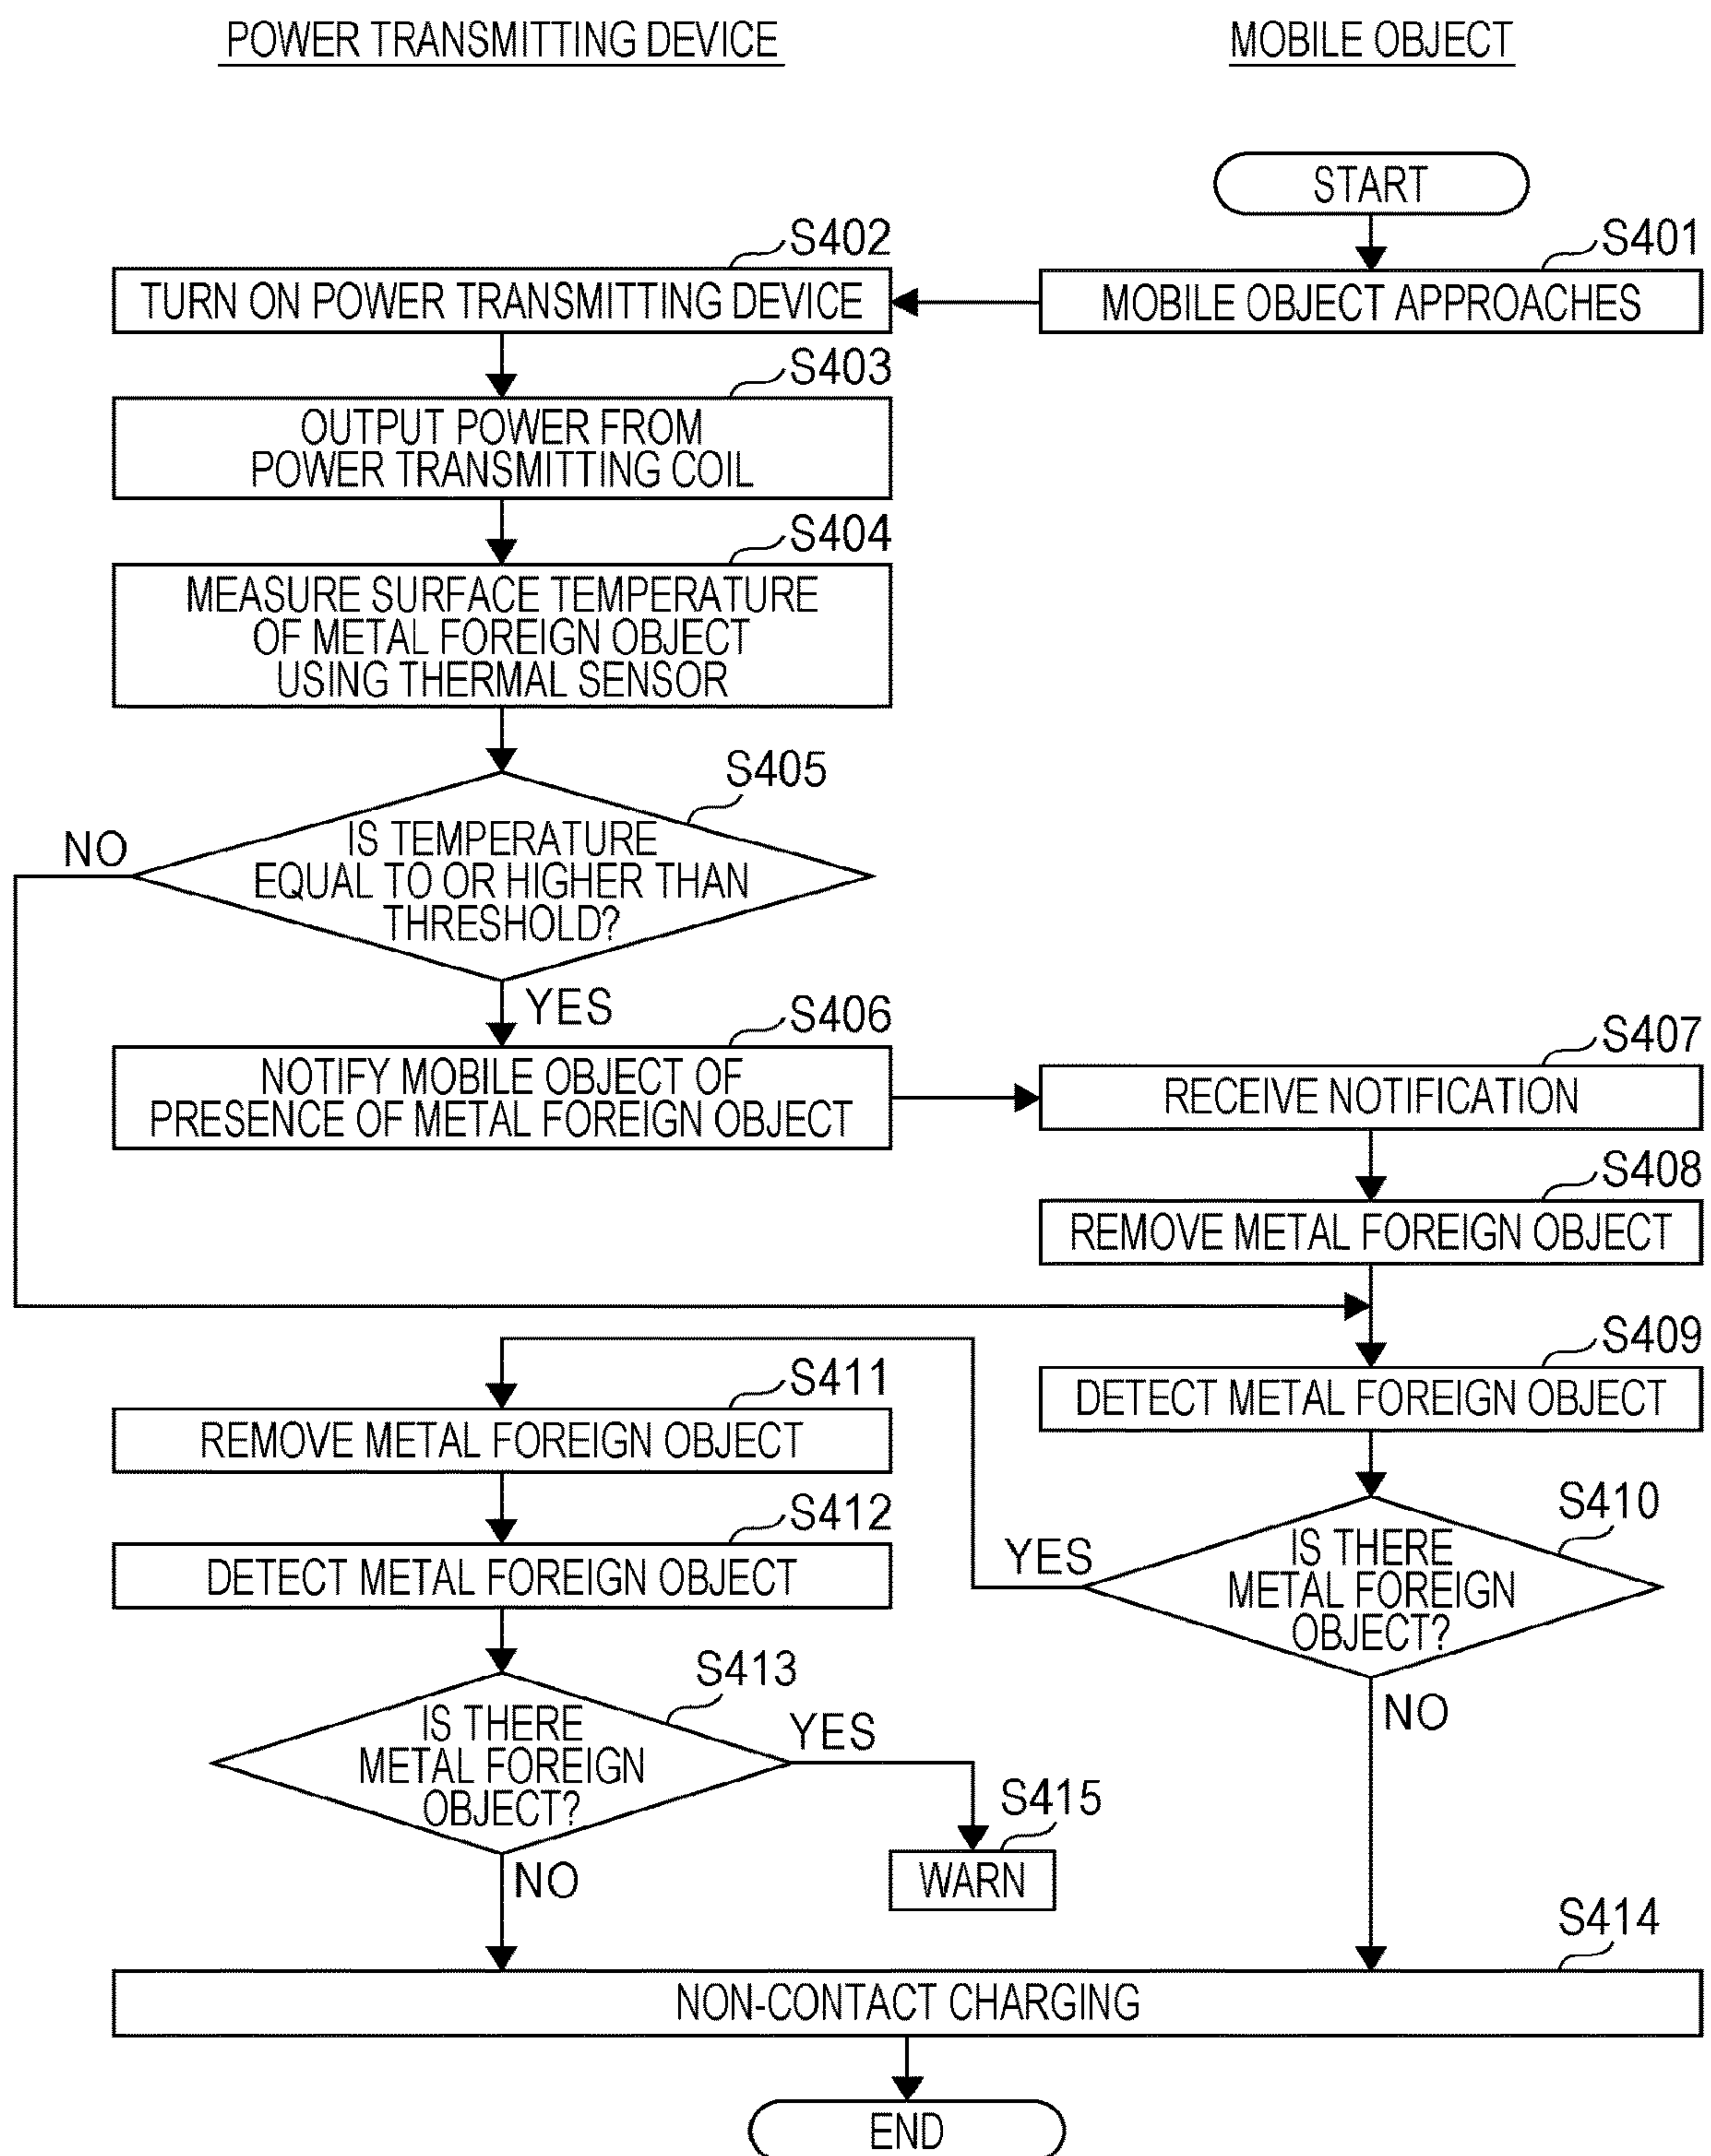 POWER TRANSMITTING DEVICE
MOBILE OBJECT
START
S401
MOBILE OBJECT APPROACHES
S402
TURN ON POWER TRANSMITTING DEVICE
S403
OUTPUT POWER FROM
POWER TRANSMITTING COIL
S404
MEASURE SURFACE TEMPERATURE
OF METAL FOREIGN OBJECT
USING THERMAL SENSOR
S405
IS TEMPERATURE
EQUAL TO OR HIGHER THAN
THRESHOLD?
NO
YES
S406
NOTIFY MOBILE OBJECT OF
PRESENCE OF METAL FOREIGN OBJECT
S407
RECEIVE NOTIFICATION
S408
REMOVE METAL FOREIGN OBJECT
S409
DETECT METAL FOREIGN OBJECT
S410
IS THERE
METAL FOREIGN
OBJECT?
YES
NO
S411
REMOVE METAL FOREIGN OBJECT
S412
DETECT METAL FOREIGN OBJECT
S413
IS THERE
METAL FOREIGN
OBJECT?
YES
NO
S415
WARN
S414
NON-CONTACT CHARGING
END